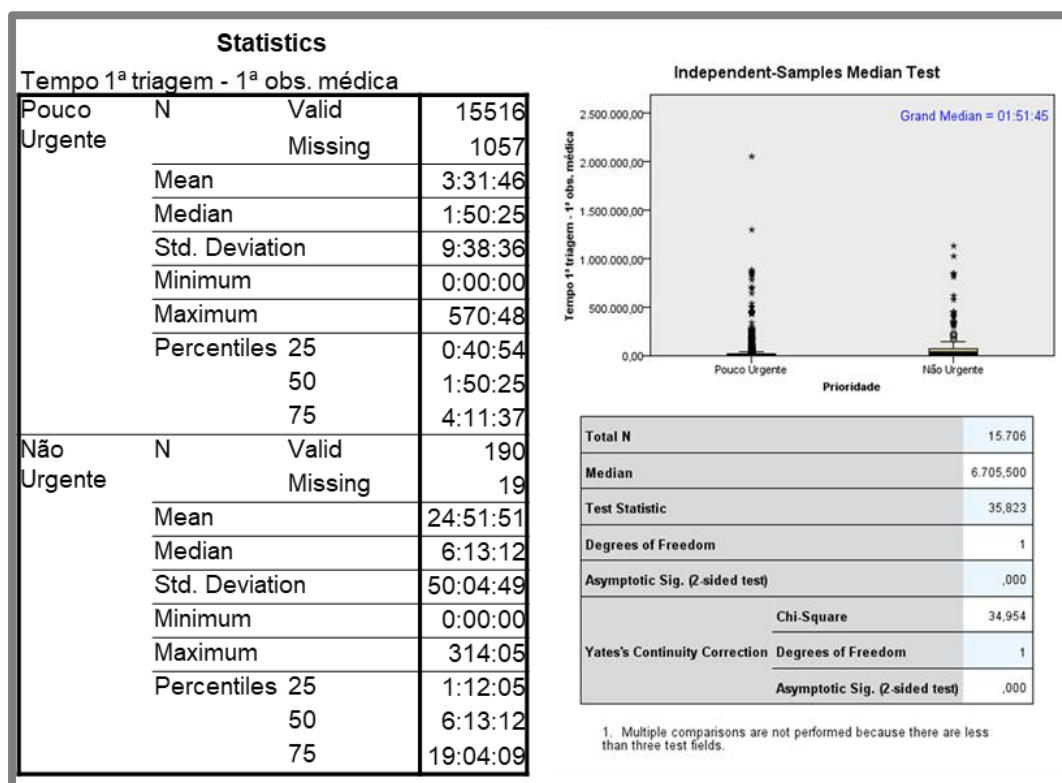 Statistics
Tempo 1ª triagem - 1ª obs. médica
Pouco Urgente N Valid 15516
Missing 1057
Mean 3:31:46
Median 1:50:25
Std. Deviation 9:38:36
Minimum 0:00:00
Maximum 570:48
Percentiles 25 0:40:54
50 1:50:25
75 4:11:37
Não Urgente N Valid 190
Missing 19
Mean 24:51:51
Median 6:13:12
Std. Deviation 50:04:49
Minimum 0:00:00
Maximum 314:05
Percentiles 25 1:12:05
50 6:13:12
75 19:04:09
Independent-Samples Median Test
Grand Median = 01:51:45
Tempo 1ª triagem - 1ª obs. médica
2.500.000,00
2.000.000,00
1.500.000,00
1.000.000,00
500.000,00
0,00
Pouco Urgente Não Urgente
Prioridade
Total N 15.706
Median 6.705,500
Test Statistic 35,823
Degrees of Freedom 1
Asymptotic Sig. (2-sided test) ,000
Yates's Continuity Correction Chi-Square 34,954
Degrees of Freedom 1
Asymptotic Sig. (2-sided test) ,000
1. Multiple comparisons are not performed because there are less
than three test fields.